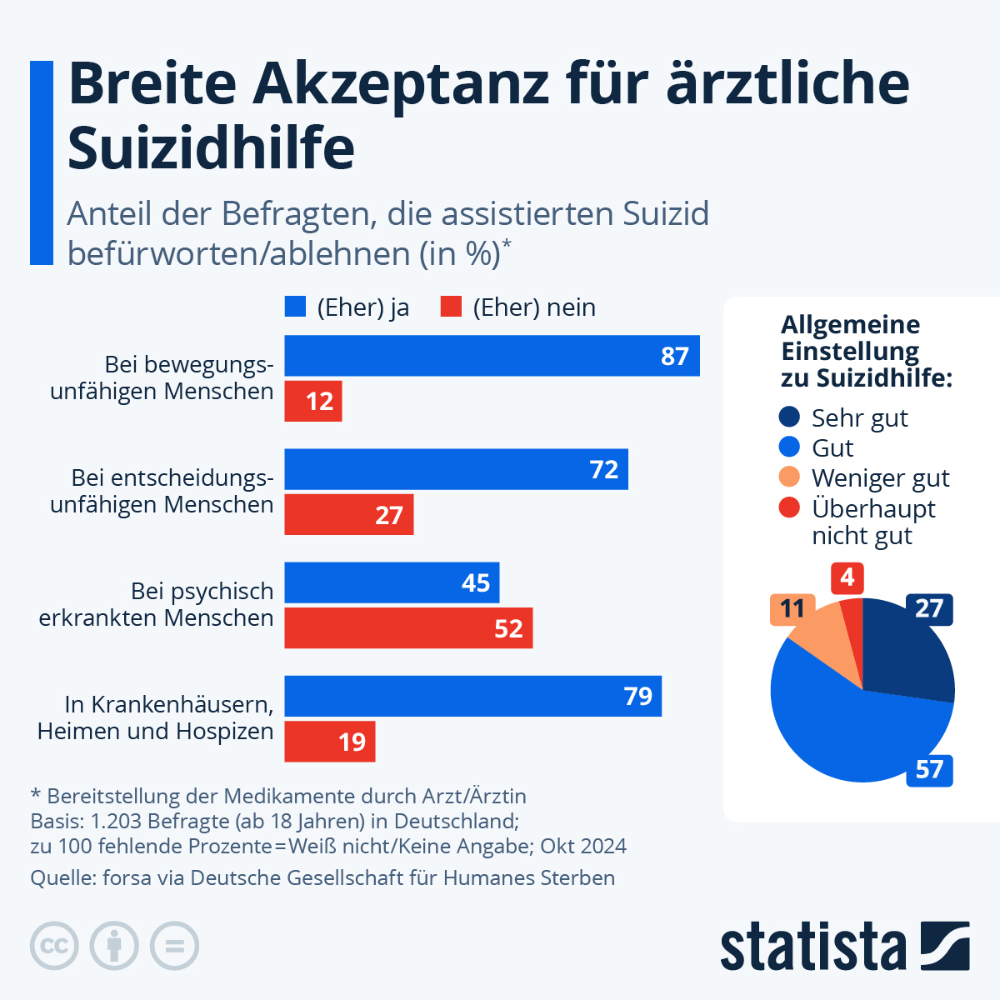 Breite Akzeptanz für ärztliche
Suizidhilfe
Anteil der Befragten, die assistierten Suizid
befürworten/ablehnen (in %)*
(Eher) ja
(Eher) nein
Bei bewegungs-
unfähigen Menschen
87
12
Bei entscheidungs-
unfähigen Menschen
72
27
Bei psychisch
erkrankten Menschen
45
52
In Krankenhäusern,
Heimen und Hospizen
79
19
Allgemeine
Einstellung
zu Suizidhilfe:
Sehr gut
Gut
Weniger gut
Überhaupt
nicht gut
4
11
27
57
* Bereitstellung der Medikamente durch Arzt/Ärztin
Basis: 1.203 Befragte (ab 18 Jahren) in Deutschland;
zu 100 fehlende Prozente=Weiß nicht/Keine Angabe; Okt 2024
Quelle: forsa via Deutsche Gesellschaft für Humanes Sterben
cc
statista